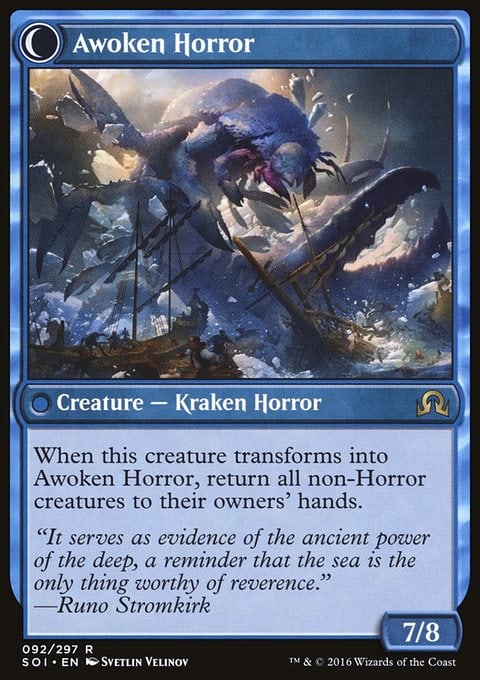 Awoken Horror
Creature — Kraken Horror
When this creature transforms into
Awoken Horror, return all non-Horror
creatures to their owners’ hands.
“It serves as evidence of the ancient power
of the deep, a reminder that the sea is the
only thing worthy of reverence.”
—Runo Stromkirk
7/8
092/297 R
SOI • EN Svetlin Velinov
™ & © 2016 Wizards of the Coast